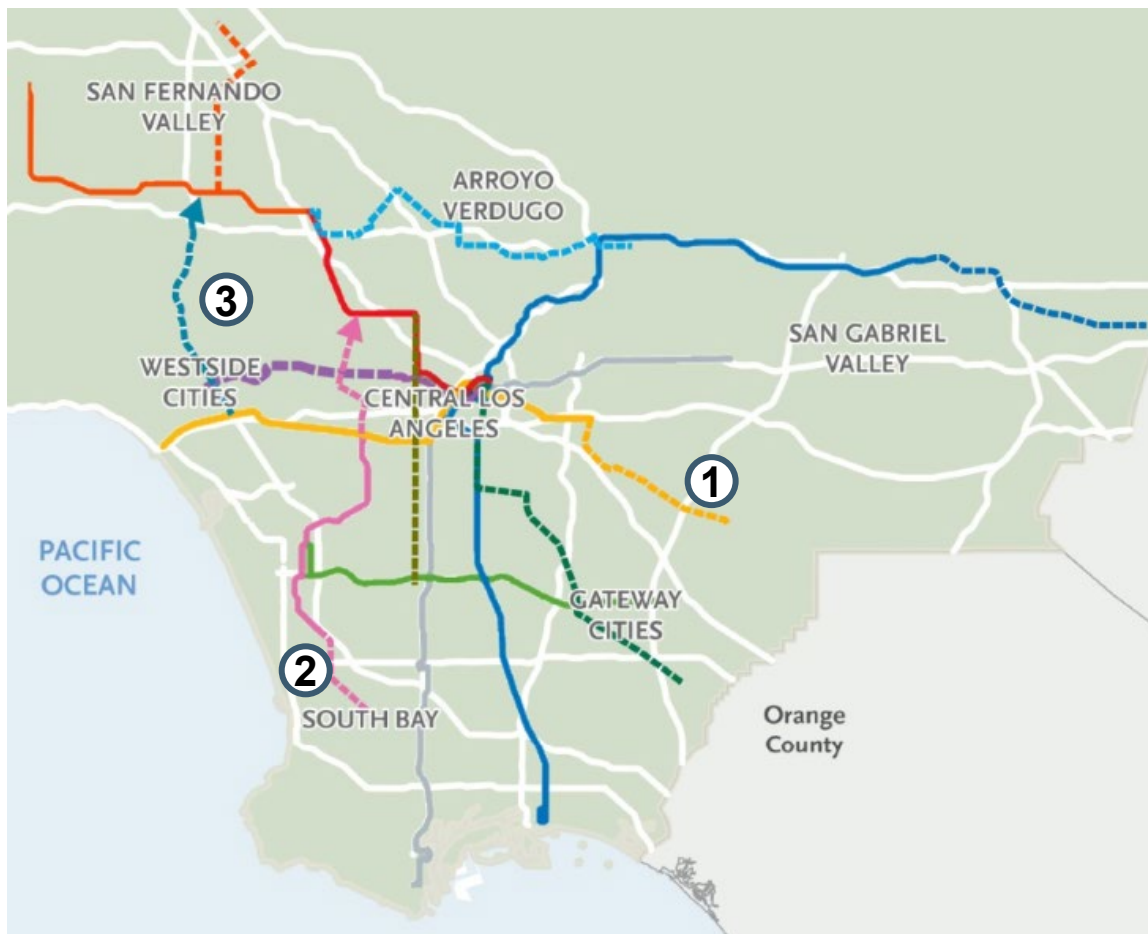 SAN FERNANDO
VALLEY
ARROYO
VERDUGO
3
SAN GABRIEL
VALLEY
WESTSIDE
CITIES
CENTRAL LOS
ANGELES
1
PACIFIC
OCEAN
GATEWAY
CITIES
2
SOUTH BAY
Orange
County